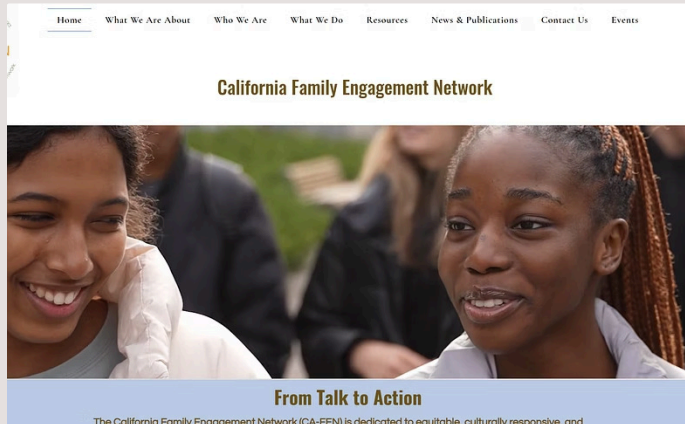 Home What We Are About Who We Are What We Do Resources News & Publications Contact Us Events
California Family Engagement Network
From Talk to Action
The California Family Engagement Network (CA-FEN) is dedicated to equitable, culturally responsive, and